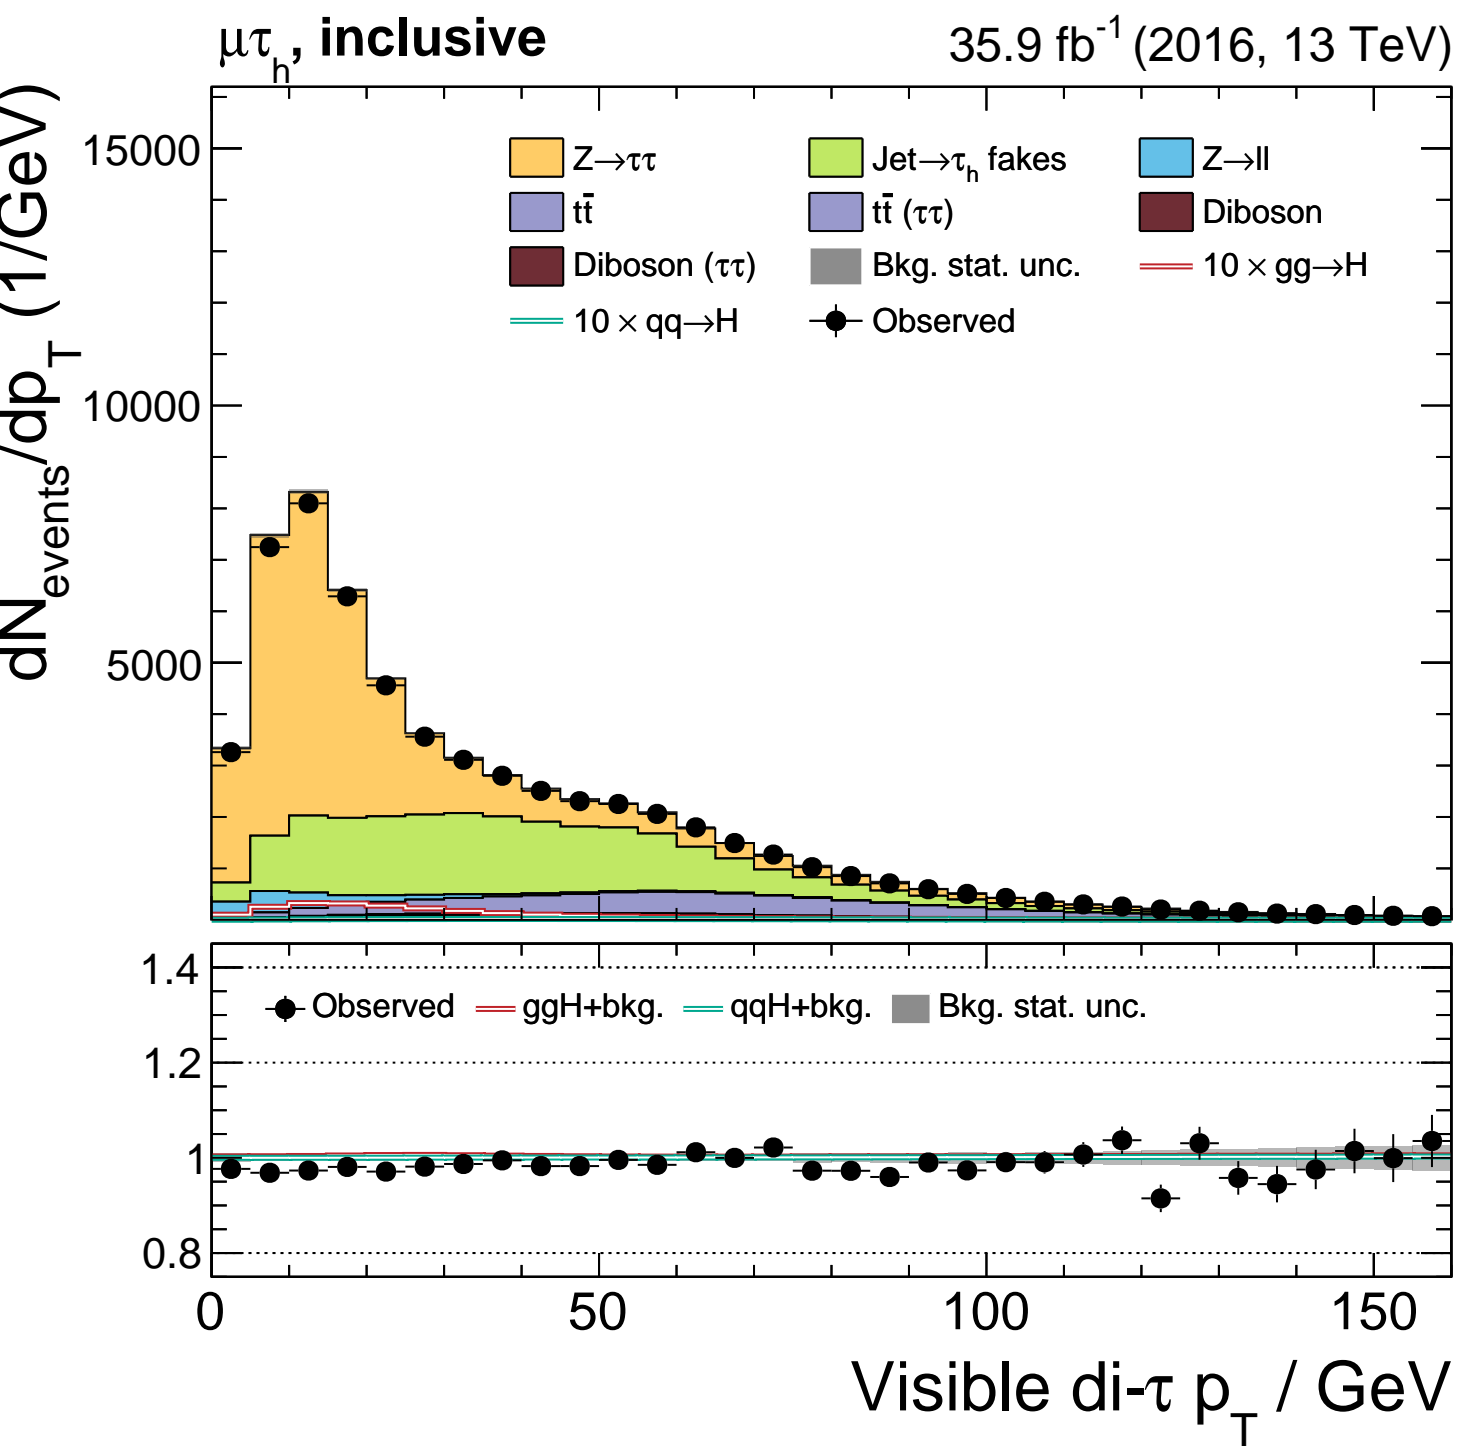 μτh, inclusive 35.9 fb-1 (2016, 13 TeV)
dNevents/dpT (1/GeV)
15000
10000
5000
Z→ττ Jet→τh fakes Z→ll
tt̄ tt̄ (ττ) Diboson
Diboson (ττ) Bkg. stat. unc. 10 × gg→H
10 × qq→H Observed
1.4
1.2
1
0.8
Observed ggH+bkg. qqH+bkg. Bkg. stat. unc.
0 50 100 150
Visible di-τ pT / GeV